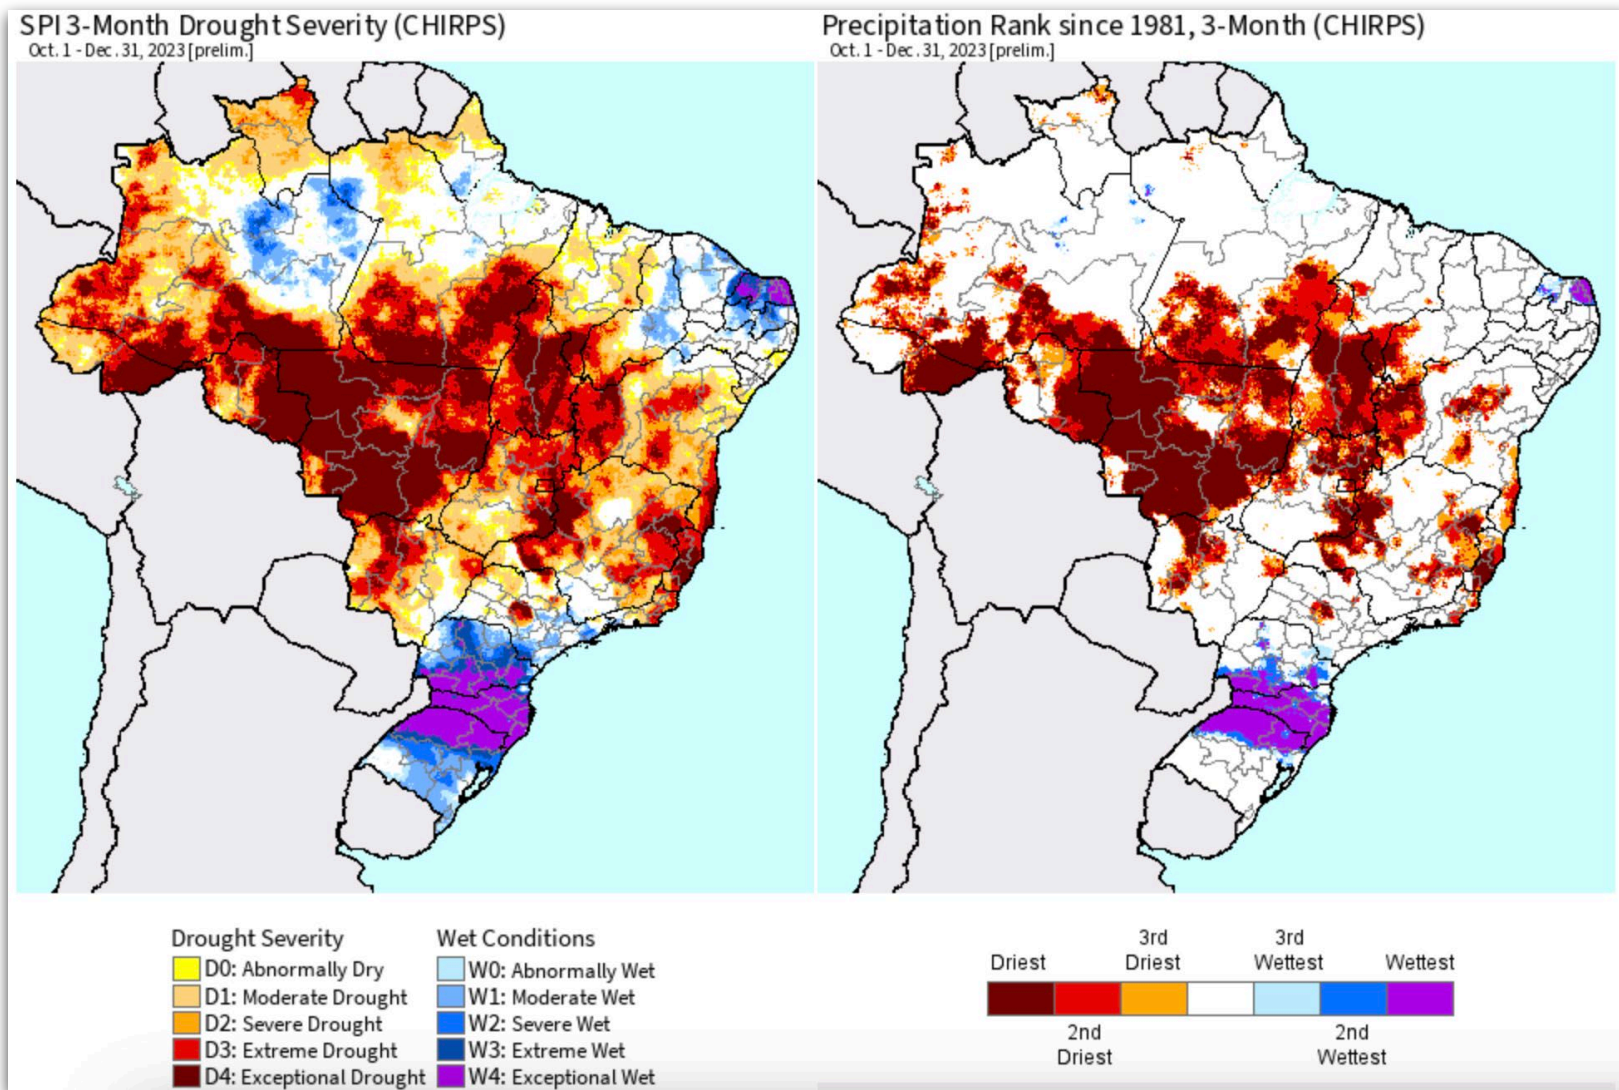 SPI 3-Month Drought Severity (CHIRPS)
Oct. 1 - Dec. 31, 2023 [prelim.]
Precipitation Rank since 1981, 3-Month (CHIRPS)
Oct. 1 - Dec. 31, 2023 [prelim.]
Drought Severity
D0: Abnormally Dry
D1: Moderate Drought
D2: Severe Drought
D3: Extreme Drought
D4: Exceptional Drought
Wet Conditions
W0: Abnormally Wet
W1: Moderate Wet
W2: Severe Wet
W3: Extreme Wet
W4: Exceptional Wet
Driest
2nd
Driest
3rd
Driest
3rd
Wettest
2nd
Wettest
Wettest